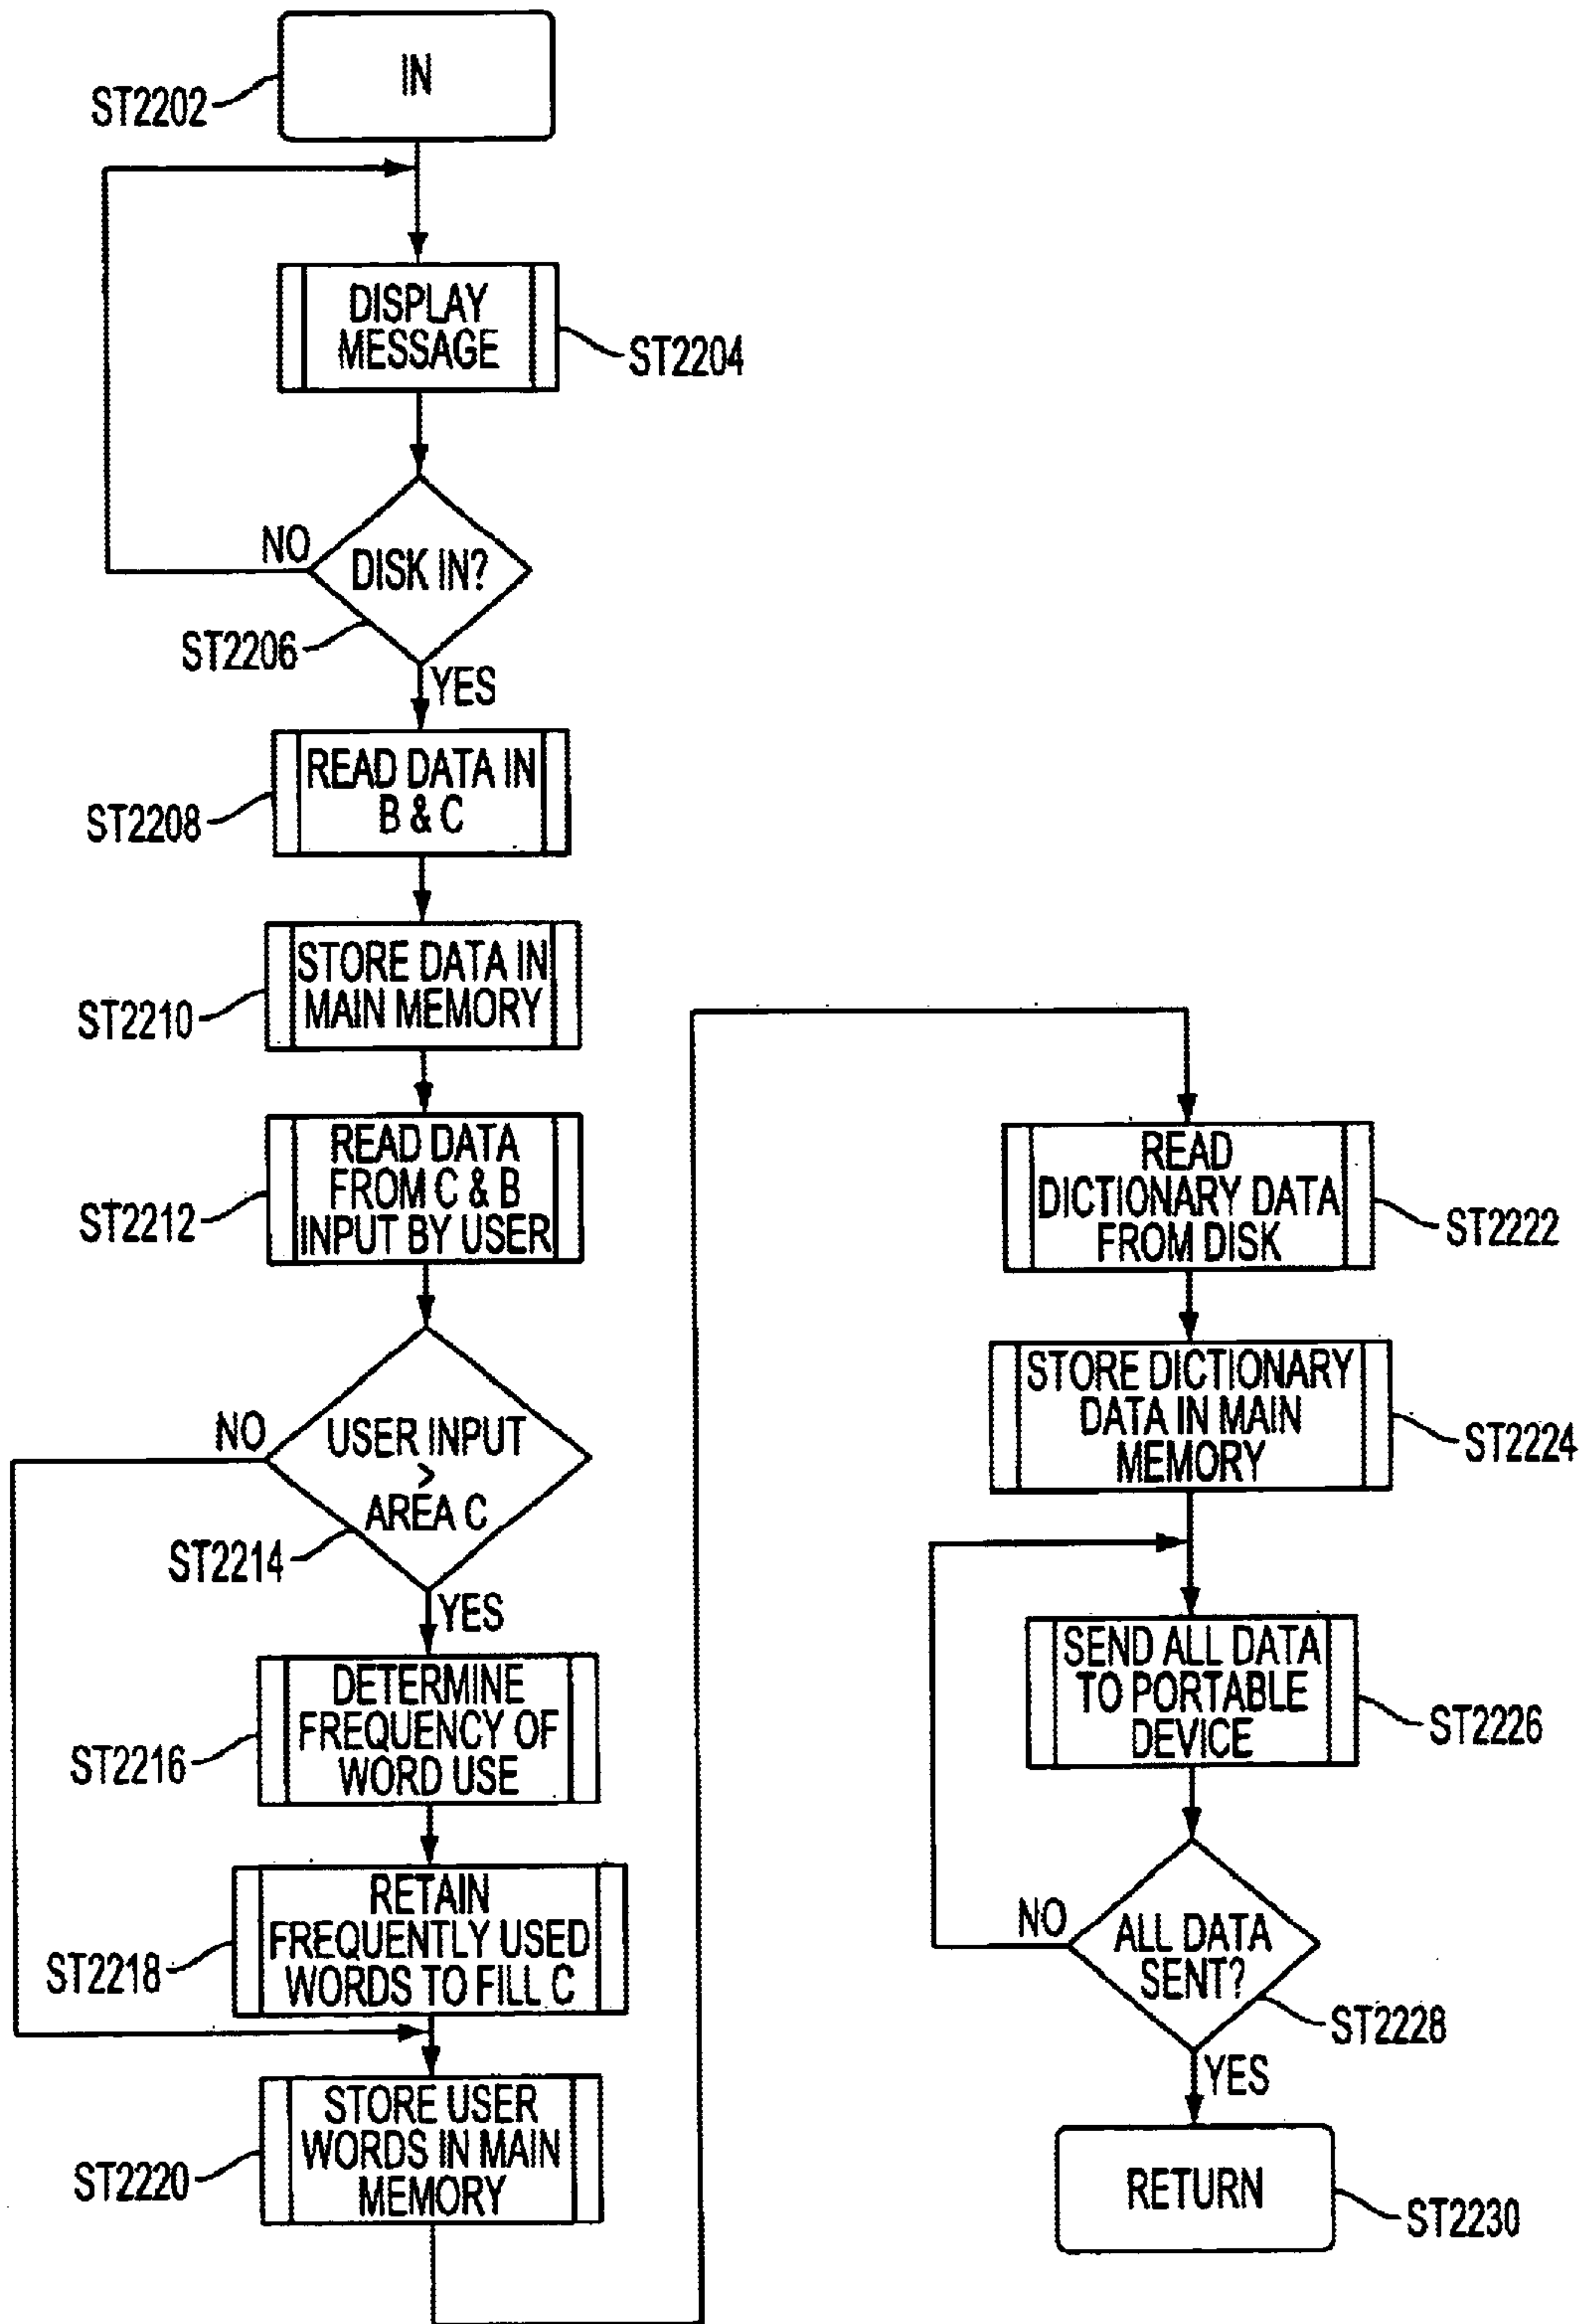 IN
ST2202
DISPLAY
MESSAGE
ST2204
NO
DISK IN?
ST2206
YES
READ DATA IN
B & C
ST2208
STORE DATA IN
MAIN MEMORY
ST2210
READ DATA
FROM C & B
INPUT BY USER
ST2212
NO
USER INPUT
>
AREA C
ST2214
YES
DETERMINE
FREQUENCY OF
WORD USE
ST2216
RETAIN
FREQUENTLY USED
WORDS TO FILL C
ST2218
STORE USER
WORDS IN MAIN
MEMORY
ST2220
READ
DICTIONARY DATA
FROM DISK
ST2222
STORE DICTIONARY
DATA IN MAIN
MEMORY
ST2224
SEND ALL DATA
TO PORTABLE
DEVICE
ST2226
NO
ALL DATA
SENT?
ST2228
YES
RETURN
ST2230